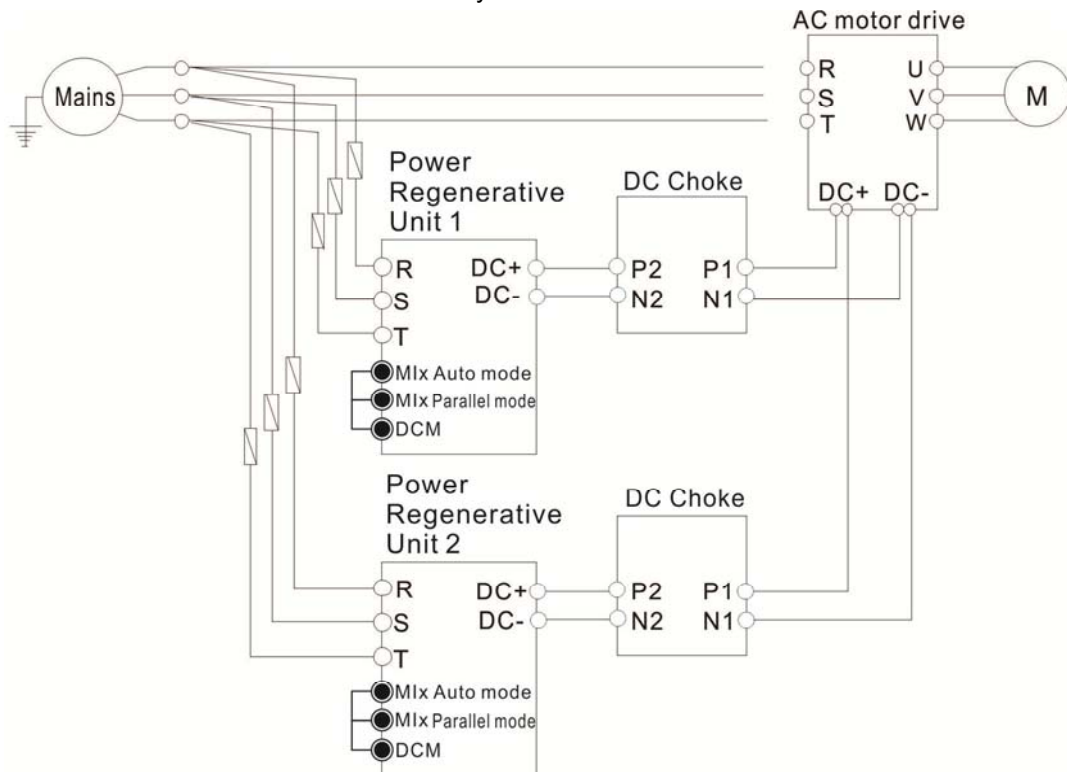 AC motor drive
Mains
R
S
T
U
V
W
M
DC+ DC-
Power
Regenerative
Unit 1
R
S
T
DC+
DC-
MIx Auto mode
MIx Parallel mode
DCM
DC Choke
P2
N2
P1
N1
Power
Regenerative
Unit 2
R
S
T
DC+
DC-
MIx Auto mode
MIx Parallel mode
DCM
DC Choke
P2
N2
P1
N1